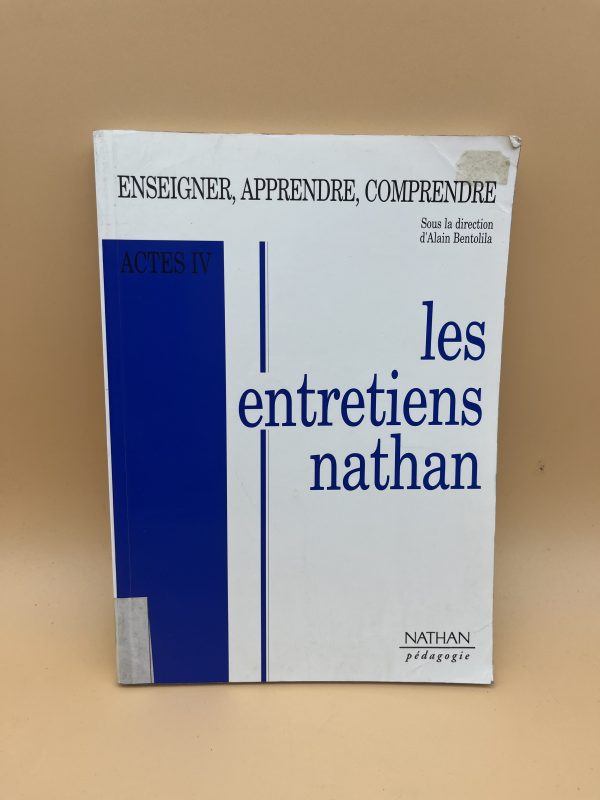 ENSEIGNER, APPRENDRE, COMPRENDRE
Sous la direction
d'Alain Bentolila
ACTES IV
les
entretiens
nathan
NATHAN
pédagogie